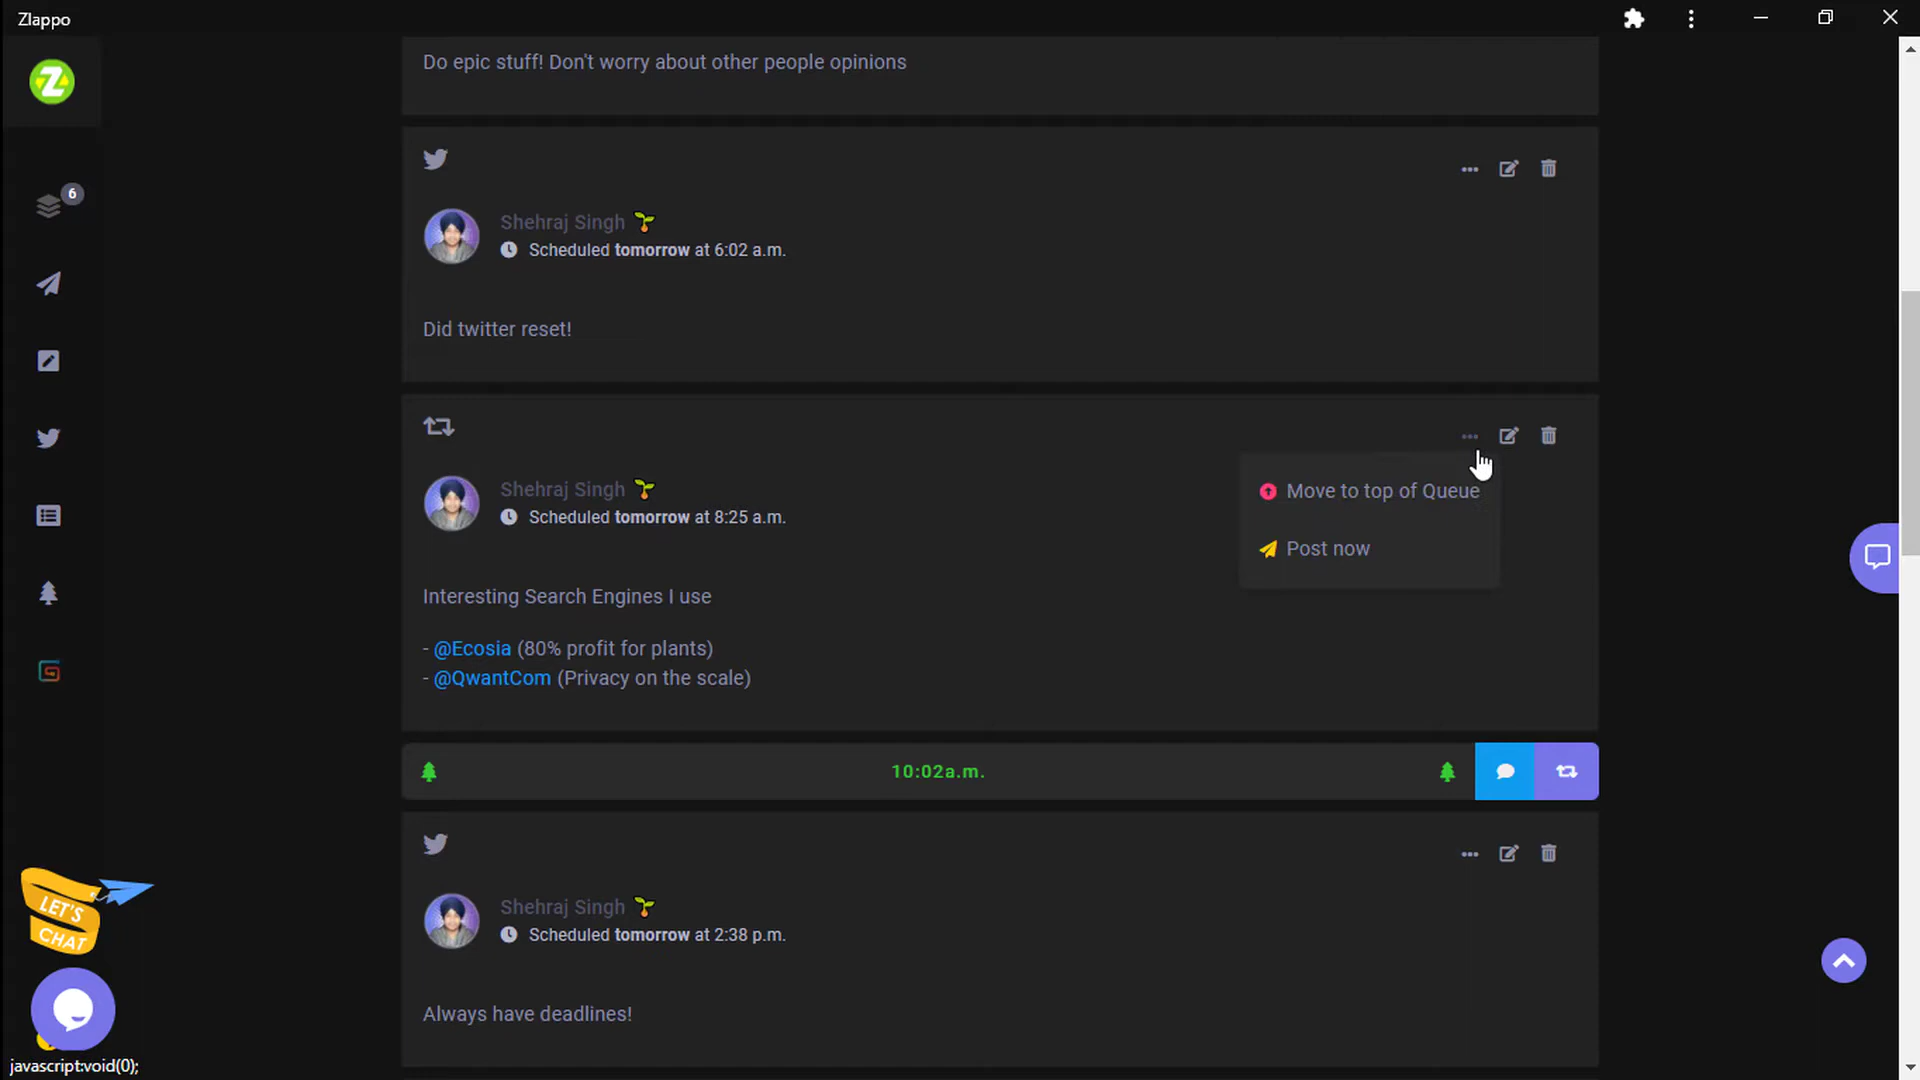 Zlappo
Do epic stuff! Don't worry about other people opinions
6
Shehraj Singh
Scheduled tomorrow at 6:02 a.m.
Did twitter reset!
Shehraj Singh
Scheduled tomorrow at 8:25 a.m.
Move to top of Queue
Post now
Interesting Search Engines I use
- @Ecosia (80% profit for plants)
- @QwantCom (Privacy on the scale)
10:02a.m.
Shehraj Singh
Scheduled tomorrow at 2:38 p.m.
Always have deadlines!
LET'S
CHAT
javascript:void(0);